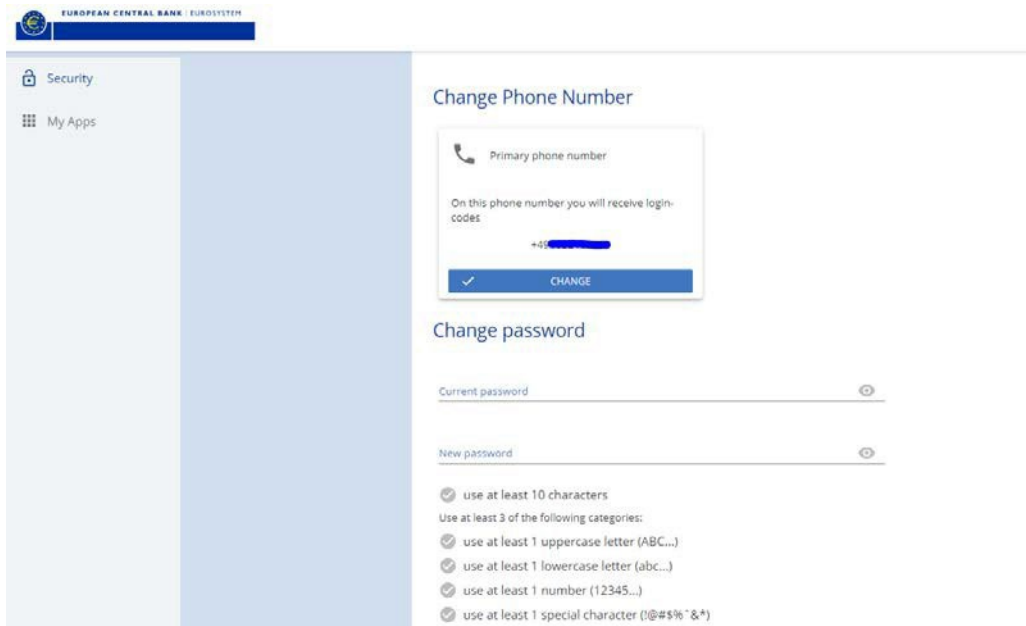 EUROPEAN CENTRAL BANK | EUROSYSTEM
Security
My Apps
Change Phone Number
Primary phone number
On this phone number you will receive login-
codes
+49
CHANGE
Change password
Current password
New password
use at least 10 characters
Use at least 3 of the following categories:
use at least 1 uppercase letter (ABC...)
use at least 1 lowercase letter (abc...)
use at least 1 number (12345...)
use at least 1 special character (!@#$%^&*)